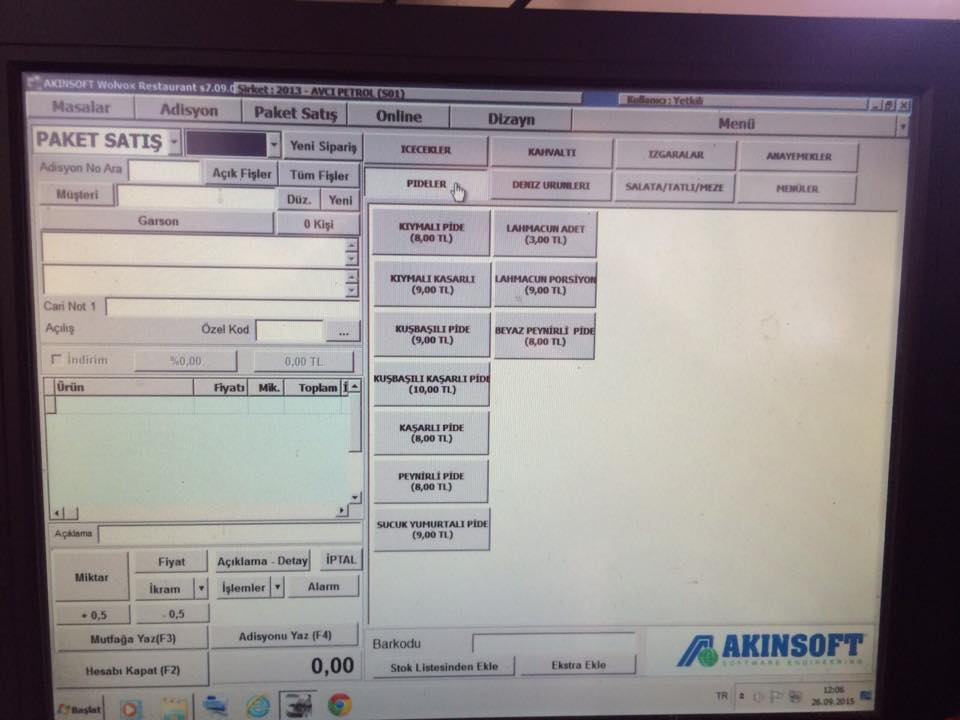 AKINSOFT Wolvox Restaurant s7.09.0
Şirket : 2013 - AVCI PETROL (S01)
Kullanıcı : Yetkili
Masalar
Adisyon
Paket Satış
Online
Dizayn
Menü
PAKET SATIŞ
Yeni Sipariş
Adisyon No Ara
Açık Fişler
Tüm Fişler
Müşteri
Düz.
Yeni
Garson
0 Kişi
Cari Not 1
Açılış
Özel Kod
...
İndirim
%0,00
0,00 TL
Ürün
Fiyatı
Mik.
Toplam
İ
Açıklama
Miktar
Fiyat
Açıklama - Detay
İPTAL
İkram
İşlemler
Alarm
+ 0,5
- 0,5
Mutfağa Yaz(F3)
Adisyonu Yaz (F4)
Hesabı Kapat (F2)
0,00
ICECEKLER
KAHVALTI
IZGARALAR
ANAYEMEKLER
PIDELER
DENIZ URUNLERI
SALATA/TATLI/MEZE
MENÜLER
KIYMALI PİDE
(8,00 TL)
LAHMACUN ADET
(3,00 TL)
KIYMALI KASARLI
(9,00 TL)
LAHMACUN PORSİYON
(9,00 TL)
KUŞBAŞILI PİDE
(9,00 TL)
BEYAZ PEYNİRLİ PİDE
(8,00 TL)
KUŞBAŞILI KAŞARLI PİDE
(10,00 TL)
KAŞARLI PİDE
(8,00 TL)
PEYNİRLİ PİDE
(8,00 TL)
SUCUK YUMURTALI PİDE
(9,00 TL)
Barkodu
Stok Listesinden Ekle
Ekstra Ekle
AKINSOFT
SOFTWARE ENGINEERING
Başlat
TR
12:06
26.09.2015